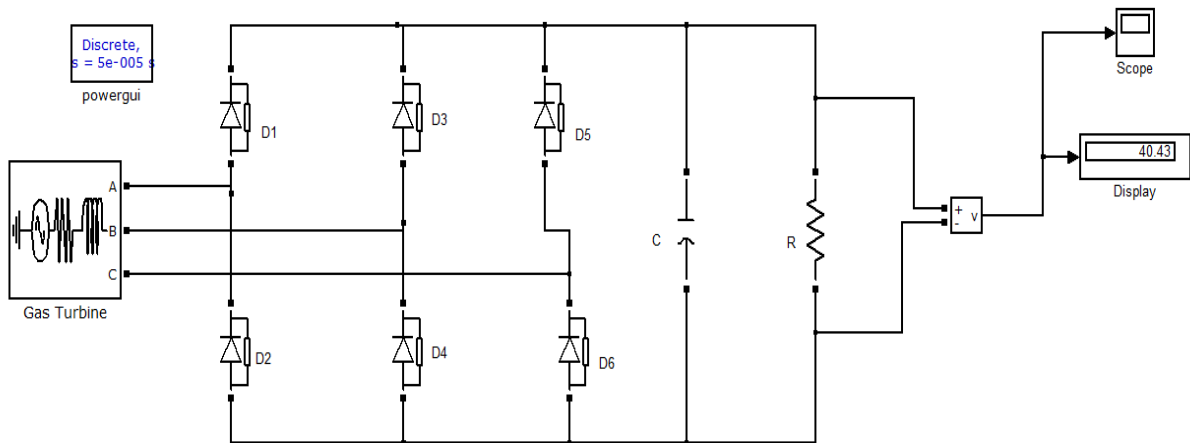 Discrete,
s = 5e-005 s
powergui
Scope
D1
D3
D5
40.43
Display
A
B
C
Gas Turbine
C
R
+
-
v
D2
D4
D6